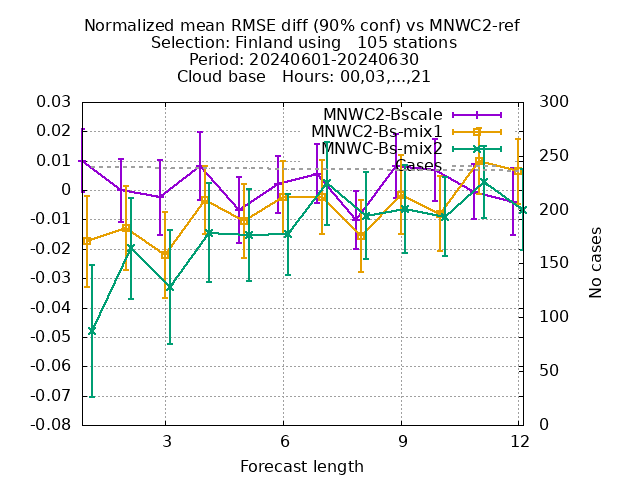 Normalized mean RMSE diff (90% conf) vs MNWC2-ref
Selection: Finland using   105 stations
Period: 20240601-20240630
Cloud base   Hours: 00,03,...,21
MNWC2-Bscale
MNWC2-Bs-mix1
MNWC-Bs-mix2
Cases
0.03
0.02
0.01
0
-0.01
-0.02
-0.03
-0.04
-0.05
-0.06
-0.07
-0.08
300
250
200
150
100
50
0
No cases
3
6
9
12
Forecast length